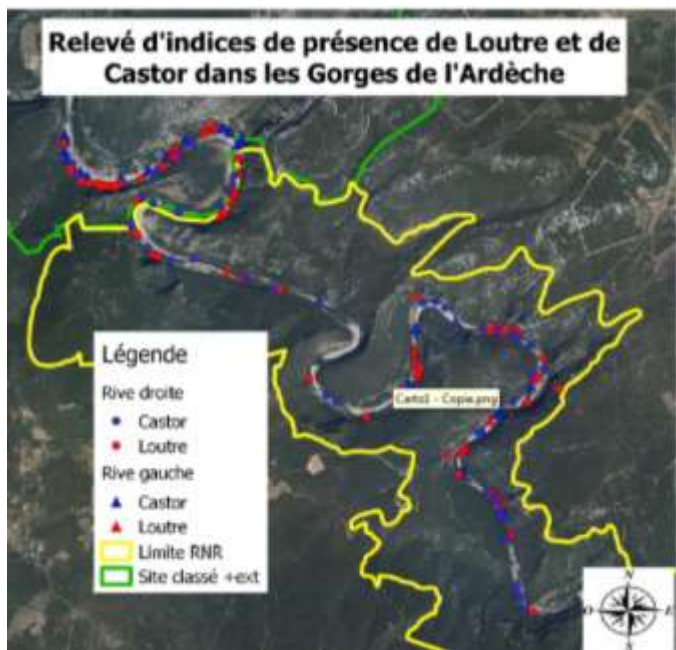 Relevé d'indices de présence de Loutre et de
Castor dans les Gorges de l'Ardèche
Légende
Rive droite
Castor
Loutre
Rive gauche
Castor
Loutre
Limite RNR
Site classé +ext
Carto1 - Copie.png
N
O
E